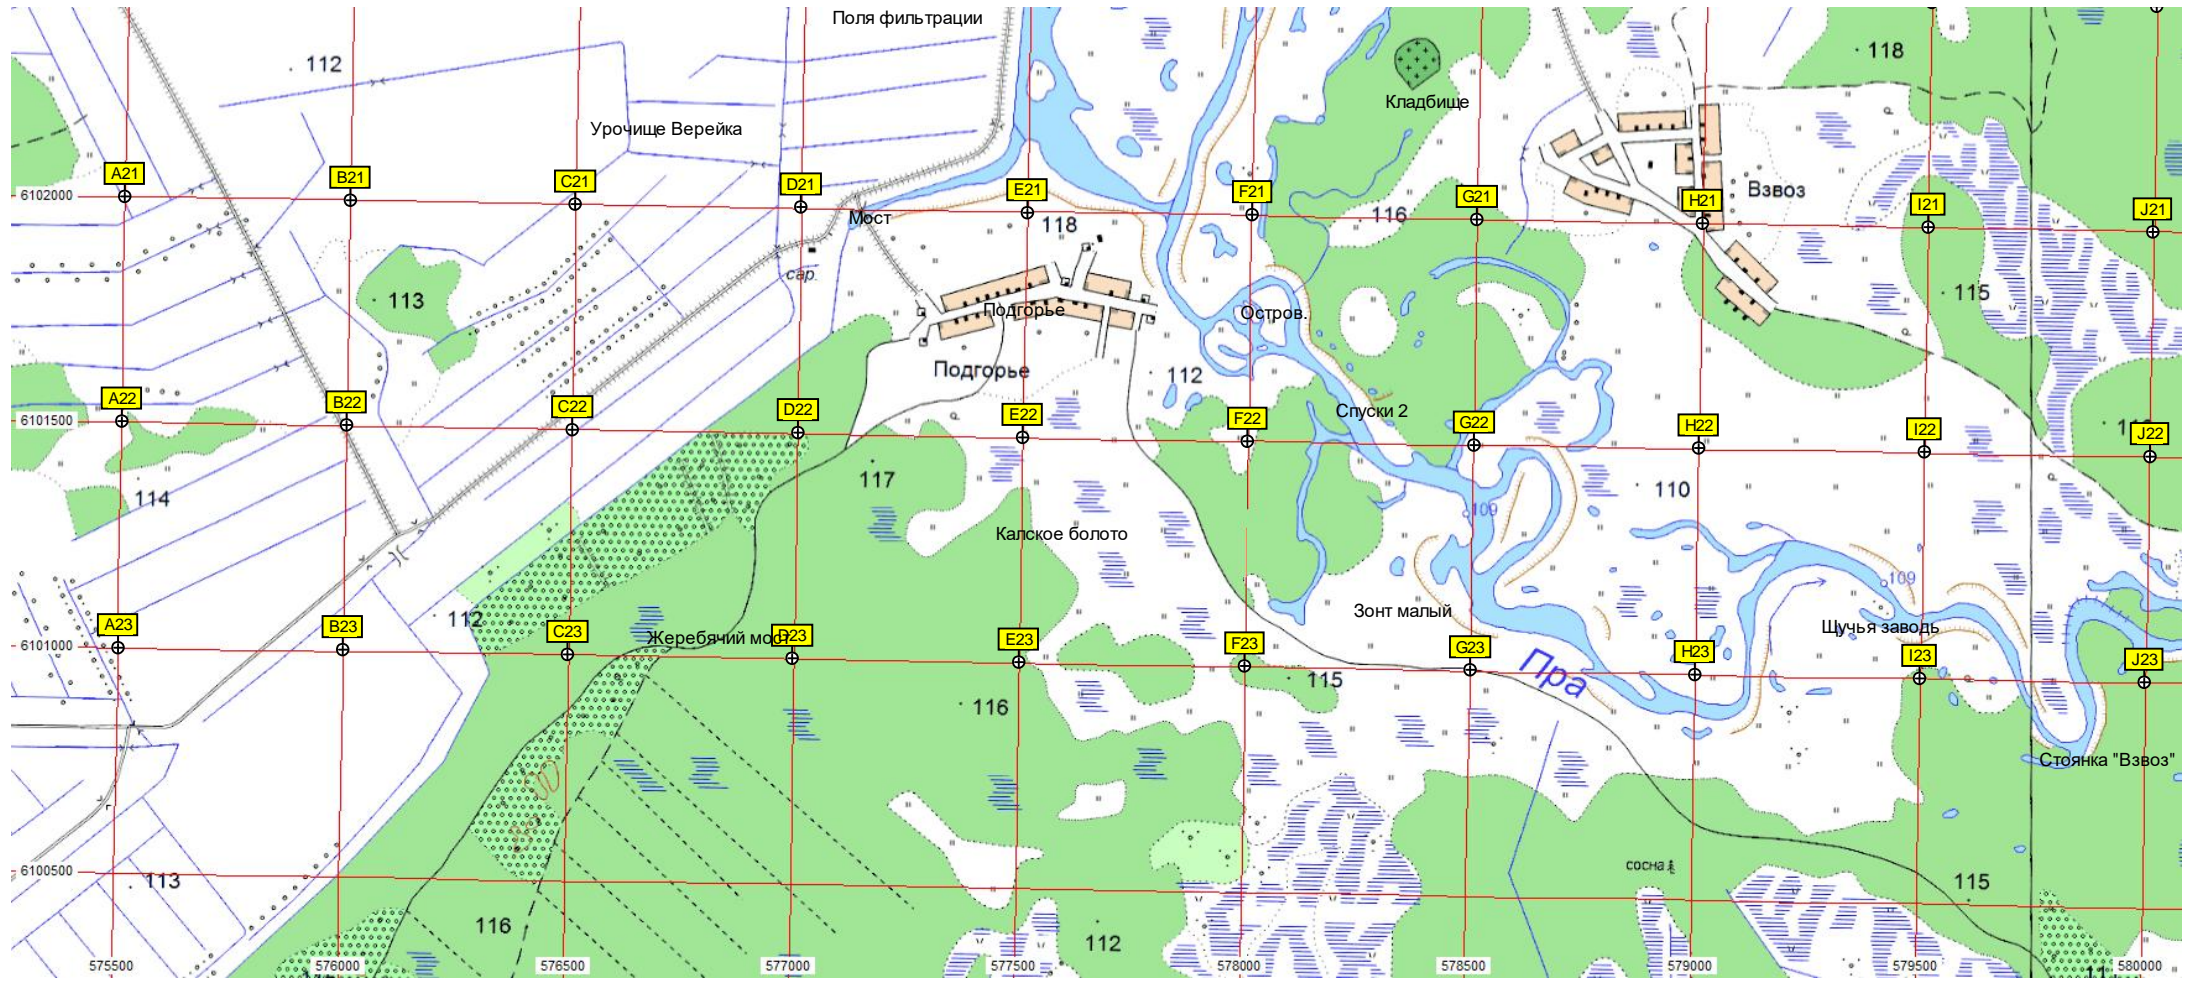 Поля фильтрации
118
112
Кладбище
Урочище Верейка
A21
B21
C21
D21
E21
F21
G21
H21
I21
J21
Взвоз
6102000
Мост
118
116
сар.
113
115
Подгорье
Остров.
Подгорье
112
Спуски 2
A22
B22
C22
D22
E22
F22
G22
H22
I22
J22
6101500
114
117
110
109
Калское болото
109
112
Зонт малый
Щучья заводь
A23
B23
C23
Жеребячий мост
D23
E23
F23
G23
H23
I23
J23
6101000
Пра
115
116
Стоянка "Взвоз"
сосна
6100500
113
115
116
112
575500
576000
576500
577000
577500
578000
578500
579000
579500
580000